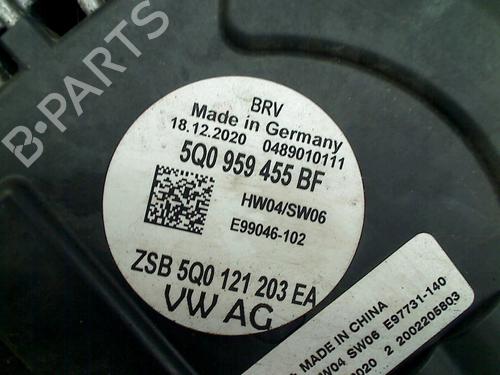 B-PARTS
BRV
Made in Germany
18.12.2020 0489010111
5Q0 959 455 BF
HW04/SW06
E99046-102
ZSB 5Q0 121 203 EA
VW AG
MADE IN CHINA
SW06 E97731-140
2 2002205803